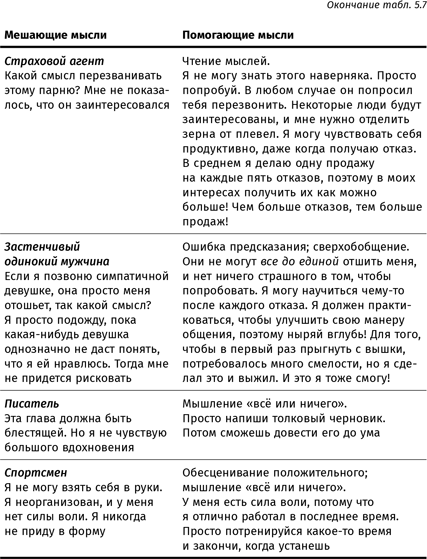 Окончание табл. 5.7
Мешающие мысли
Помогающие мысли
Страховой агент
Какой смысл перезванивать
этому парню? Мне не показа-
лось, что он заинтересовался
Чтение мыслей.
Я не могу знать этого наверняка. Просто
попробуй. В любом случае он попросил
тебя перезвонить. Некоторые люди будут
заинтересованы, и мне нужно отделить
зерна от плевел. Я могу чувствовать себя
продуктивно, даже когда получаю отказ.
В среднем я делаю одну продажу
на каждые пять отказов, поэтому в моих
интересах получить их как можно
больше! Чем больше отказов, тем больше
продаж!
Застенчивый
одинокий мужчина
Если я позвоню симпатичной
девушке, она просто меня
отошьет, так какой смысл?
Я просто подожду, пока
какая-нибудь девушка
однозначно не даст понять,
что я ей нравлюсь. Тогда мне
не придется рисковать
Ошибка предсказания; сверхобобщение.
Они не могут все до единой отшить меня,
и нет ничего страшного в том, чтобы
попробовать. Я могу научиться чему-то
после каждого отказа. Я должен практи-
коваться, чтобы улучшить свою манеру
общения, поэтому ныряй вглубь! Для того,
чтобы в первый раз прыгнуть с вышки,
потребовалось много смелости, но я сде-
лал это и выжил. И это я тоже смогу!
Писатель
Эта глава должна быть
блестящей. Но я не чувствую
большого вдохновения
Мышление «всё или ничего».
Просто напиши толковый черновик.
Потом сможешь довести его до ума
Спортсмен
Я не могу взять себя в руки.
Я неорганизован, и у меня
нет силы воли. Я никогда
не приду в форму
Обесценивание положительного;
мышление «всё или ничего».
У меня есть сила воли, потому что
я отлично работал в последнее время.
Просто потренируйся какое-то время
и закончи, когда устанешь